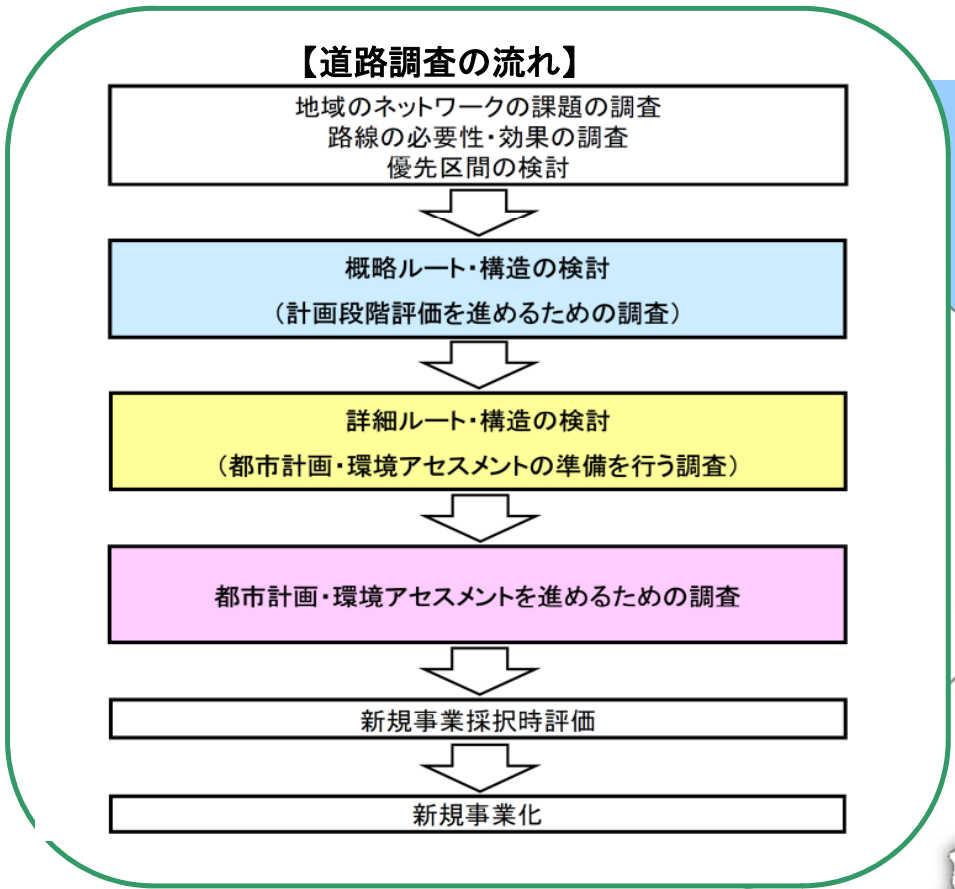 【道路調査の流れ】
地域のネットワークの課題の調査
路線の必要性・効果の調査
優先区間の検討
概略ルート・構造の検討
（計画段階評価を進めるための調査）
詳細ルート・構造の検討
（都市計画・環境アセスメントの準備を行う調査）
都市計画・環境アセスメントを進めるための調査
新規事業採択時評価
新規事業化